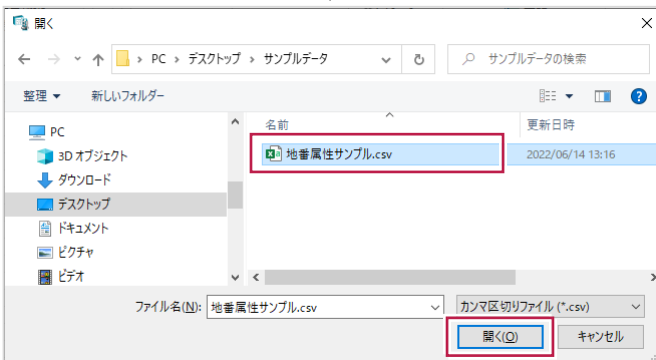 開く
PC › デスクトップ › サンプルデータ
サンプルデータの検索
整理 ▼ 新しいフォルダー
名前 更新日時
PC
3D オブジェクト
ダウンロード
デスクトップ
ドキュメント
ピクチャ
ビデオ
地番属性サンプル.csv 2022/06/14 13:16
ファイル名(N): 地番属性サンプル.csv カンマ区切りファイル (*.csv)
開く(O) キャンセル